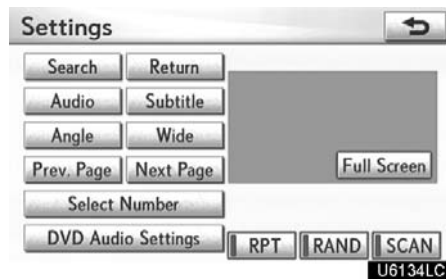 Settings
Search Return
Audio Subtitle
Angle Wide
Prev. Page Next Page Full Screen
Select Number
DVD Audio Settings RPT RAND SCAN
U6134LC